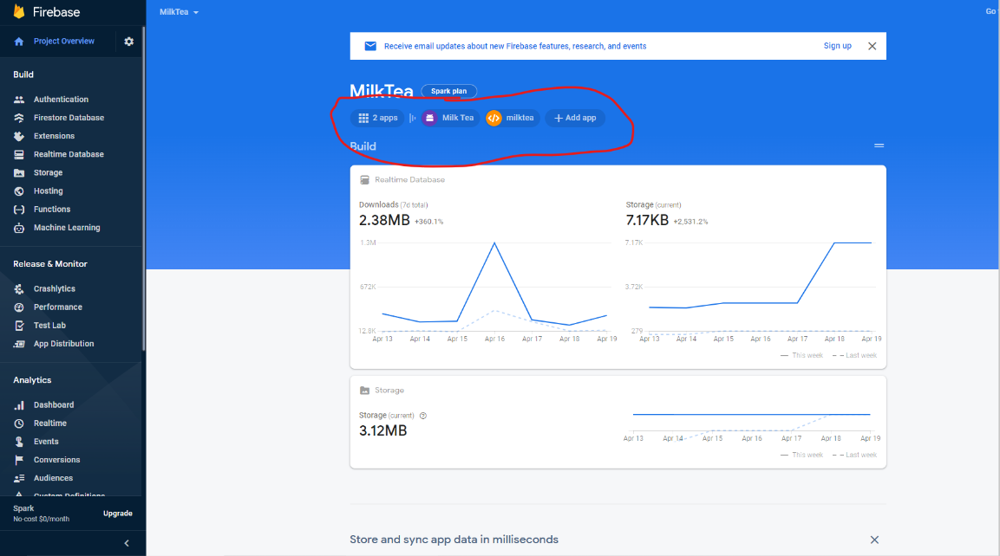 Firebase
MilkTea
Go
Project Overview
Receive email updates about new Firebase features, research, and events
Sign up
Build
Authentication
Firestore Database
Extensions
Realtime Database
Storage
Hosting
Functions
Machine Learning
Release & Monitor
Crashlytics
Performance
Test Lab
App Distribution
Analytics
Dashboard
Realtime
Events
Conversions
Audiences
Custom Definitions
Spark
No-cost $0/month
Upgrade
MilkTea
Spark plan
2 apps
Milk Tea
milktea
Add app
Build
Realtime Database
Downloads (7d total)
2.38MB +360.1%
1.3M
672K
12.8K
Apr 13 Apr 14 Apr 15 Apr 16 Apr 17 Apr 18 Apr 19
Storage (current)
7.17KB +2,531.2%
7.17K
3.72K
279
Apr 13 Apr 14 Apr 15 Apr 16 Apr 17 Apr 18 Apr 19
This week Last week
Storage
Storage (current)
3.12MB
Apr 13 Apr 14 Apr 15 Apr 16 Apr 17 Apr 18 Apr 19
This week Last week
Store and sync app data in milliseconds